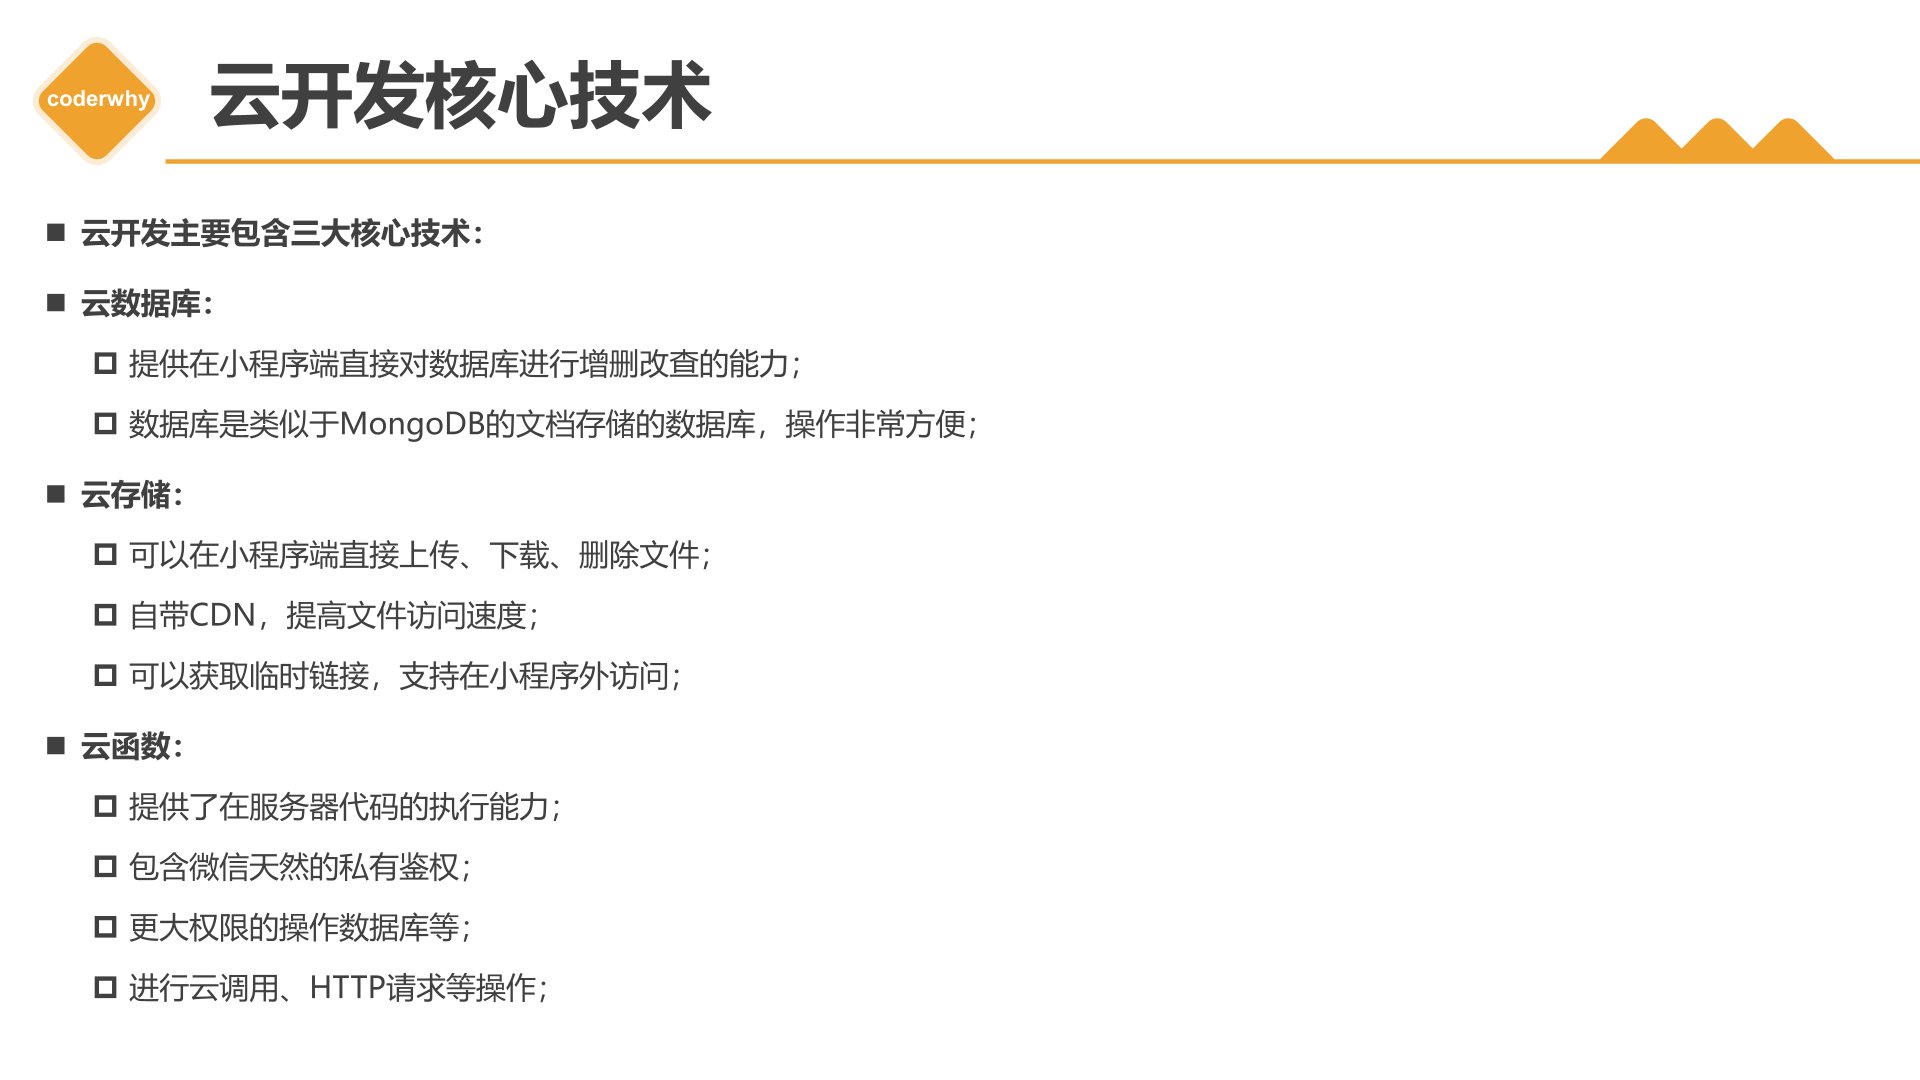 coderwhy
云开发核心技术
云开发主要包含三大核心技术：
云数据库：
提供在小程序端直接对数据库进行增删改查的能力；
数据库是类似于MongoDB的文档存储的数据库，操作非常方便；
云存储：
可以在小程序端直接上传、下载、删除文件；
自带CDN，提高文件访问速度；
可以获取临时链接，支持在小程序外访问；
云函数：
提供了在服务器代码的执行能力；
包含微信天然的私有鉴权；
更大权限的操作数据库等；
进行云调用、HTTP请求等操作；